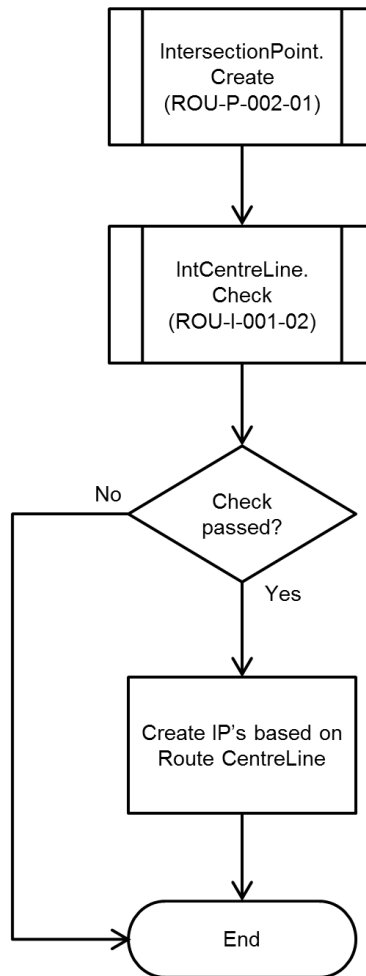 IntersectionPoint.
Create
(ROU-P-002-01)
IntCentreLine.
Check
(ROU-I-001-02)
Check
passed?
No
Yes
Create IP's based on
Route CentreLine
End